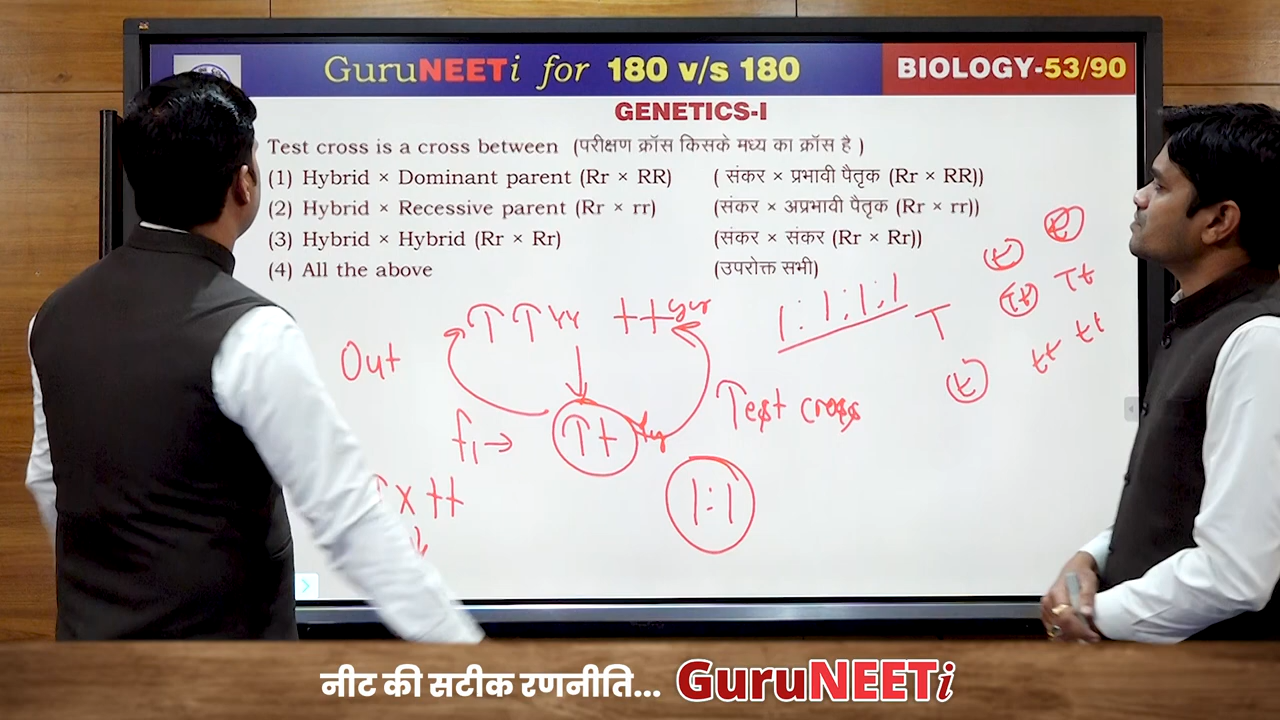 GuruNEETi for 180 v/s 180 BIOLOGY-53/90
GENETICS-I
Test cross is a cross between (परीक्षण क्रॉस किसके मध्य का क्रॉस है )
(1) Hybrid × Dominant parent (Rr × RR) ( संकर × प्रभावी पैतृक (Rr × RR))
(2) Hybrid × Recessive parent (Rr × rr) (संकर × अप्रभावी पैतृक (Rr × rr))
(3) Hybrid × Hybrid (Rr × Rr) (संकर × संकर (Rr × Rr))
(4) All the above (उपरोक्त सभी)
t t
Tt Tt
T
1:1:1:1
TT tt
Out
t tt tt
Test cross
f1→ Tt
1:1
x tt
नीट की सटीक रणनीति... GuruNEETi